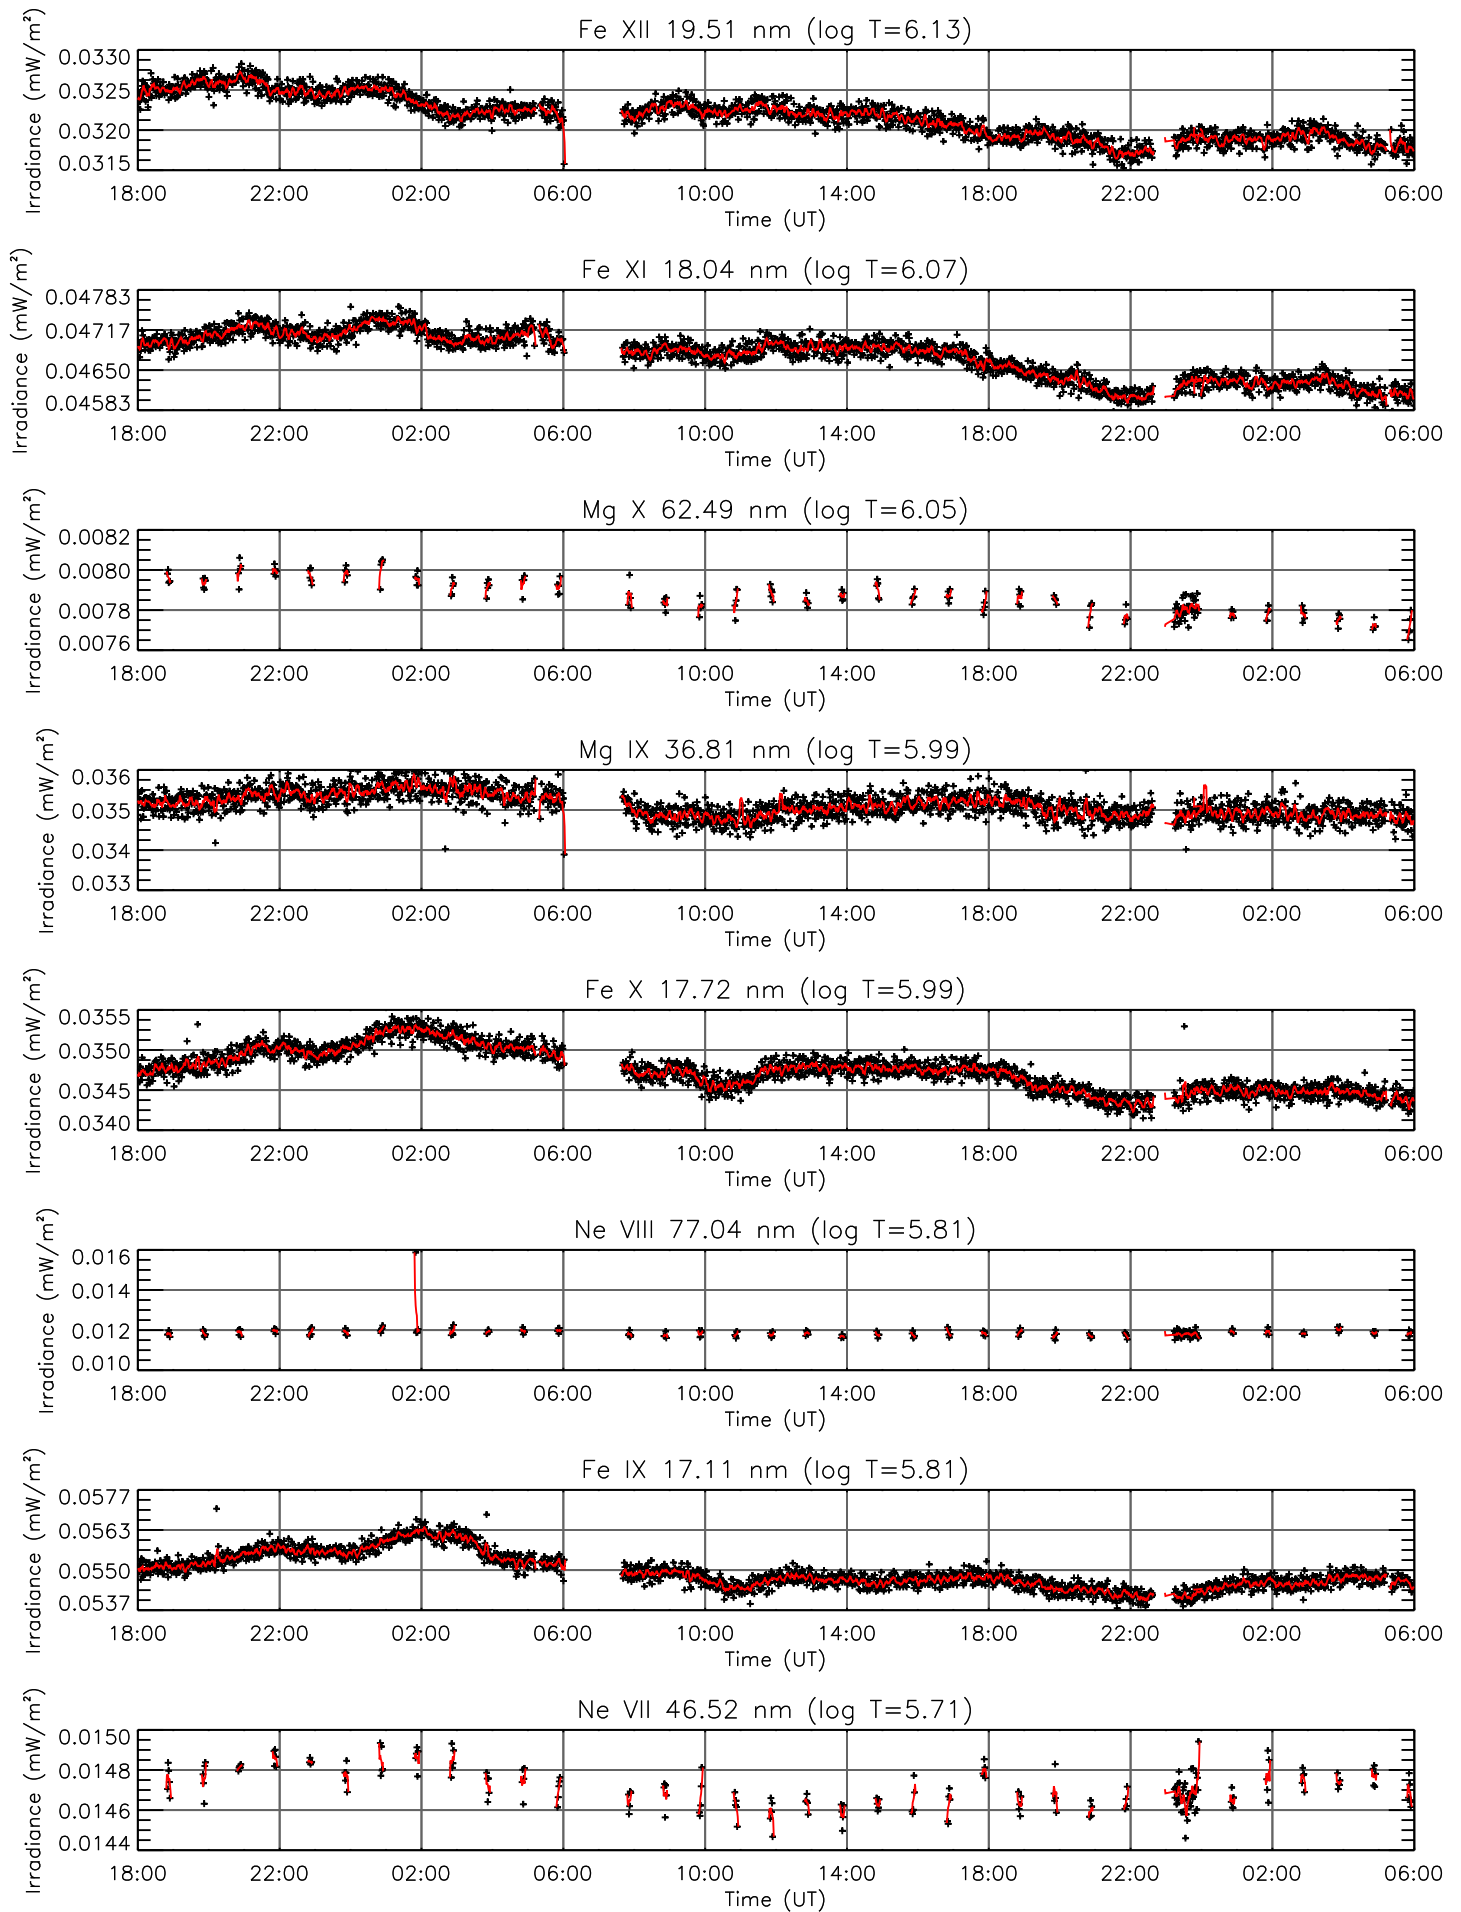 Fe XII 19.51 nm (log T=6.13)
Irradiance (mW/m²)
0.0330
0.0325
0.0320
0.0315
18:00 22:00 02:00 06:00 10:00 14:00 18:00 22:00 02:00 06:00
Time (UT)
Fe XI 18.04 nm (log T=6.07)
Irradiance (mW/m²)
0.04783
0.04717
0.04650
0.04583
18:00 22:00 02:00 06:00 10:00 14:00 18:00 22:00 02:00 06:00
Time (UT)
Mg X 62.49 nm (log T=6.05)
Irradiance (mW/m²)
0.0082
0.0080
0.0078
0.0076
18:00 22:00 02:00 06:00 10:00 14:00 18:00 22:00 02:00 06:00
Time (UT)
Mg IX 36.81 nm (log T=5.99)
Irradiance (mW/m²)
0.036
0.035
0.034
0.033
18:00 22:00 02:00 06:00 10:00 14:00 18:00 22:00 02:00 06:00
Time (UT)
Fe X 17.72 nm (log T=5.99)
Irradiance (mW/m²)
0.0355
0.0350
0.0345
0.0340
18:00 22:00 02:00 06:00 10:00 14:00 18:00 22:00 02:00 06:00
Time (UT)
Ne VIII 77.04 nm (log T=5.81)
Irradiance (mW/m²)
0.016
0.014
0.012
0.010
18:00 22:00 02:00 06:00 10:00 14:00 18:00 22:00 02:00 06:00
Time (UT)
Fe IX 17.11 nm (log T=5.81)
Irradiance (mW/m²)
0.0577
0.0563
0.0550
0.0537
18:00 22:00 02:00 06:00 10:00 14:00 18:00 22:00 02:00 06:00
Time (UT)
Ne VII 46.52 nm (log T=5.71)
Irradiance (mW/m²)
0.0150
0.0148
0.0146
0.0144
18:00 22:00 02:00 06:00 10:00 14:00 18:00 22:00 02:00 06:00
Time (UT)